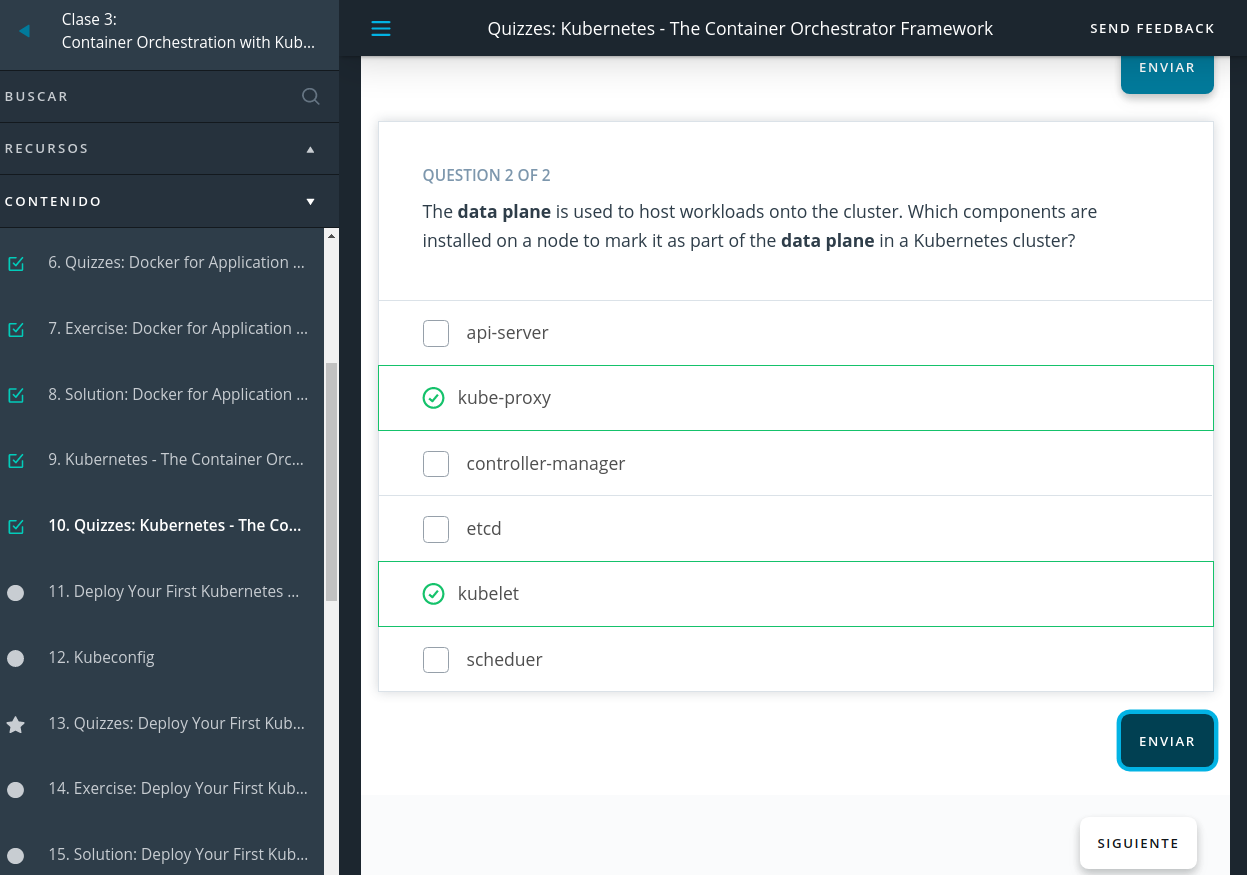 Clase 3:
Container Orchestration with Kub...
BUSCAR
RECURSOS
CONTENIDO
6. Quizzes: Docker for Application ...
7. Exercise: Docker for Application ...
8. Solution: Docker for Application ...
9. Kubernetes - The Container Orc...
10. Quizzes: Kubernetes - The Co...
11. Deploy Your First Kubernetes ...
12. Kubeconfig
13. Quizzes: Deploy Your First Kub...
14. Exercise: Deploy Your First Kub...
15. Solution: Deploy Your First Kub...
Quizzes: Kubernetes - The Container Orchestrator Framework
SEND FEEDBACK
ENVIAR
QUESTION 2 OF 2
The data plane is used to host workloads onto the cluster. Which components are
installed on a node to mark it as part of the data plane in a Kubernetes cluster?
api-server
kube-proxy
controller-manager
etcd
kubelet
scheduer
ENVIAR
SIGUIENTE